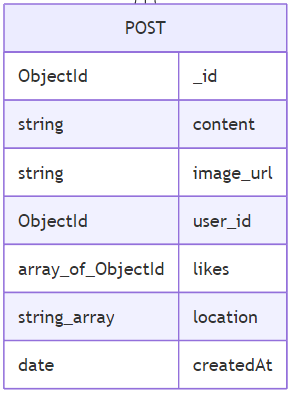 POST
ObjectId _id
string content
string image_url
ObjectId user_id
array_of_ObjectId likes
string_array location
date createdAt